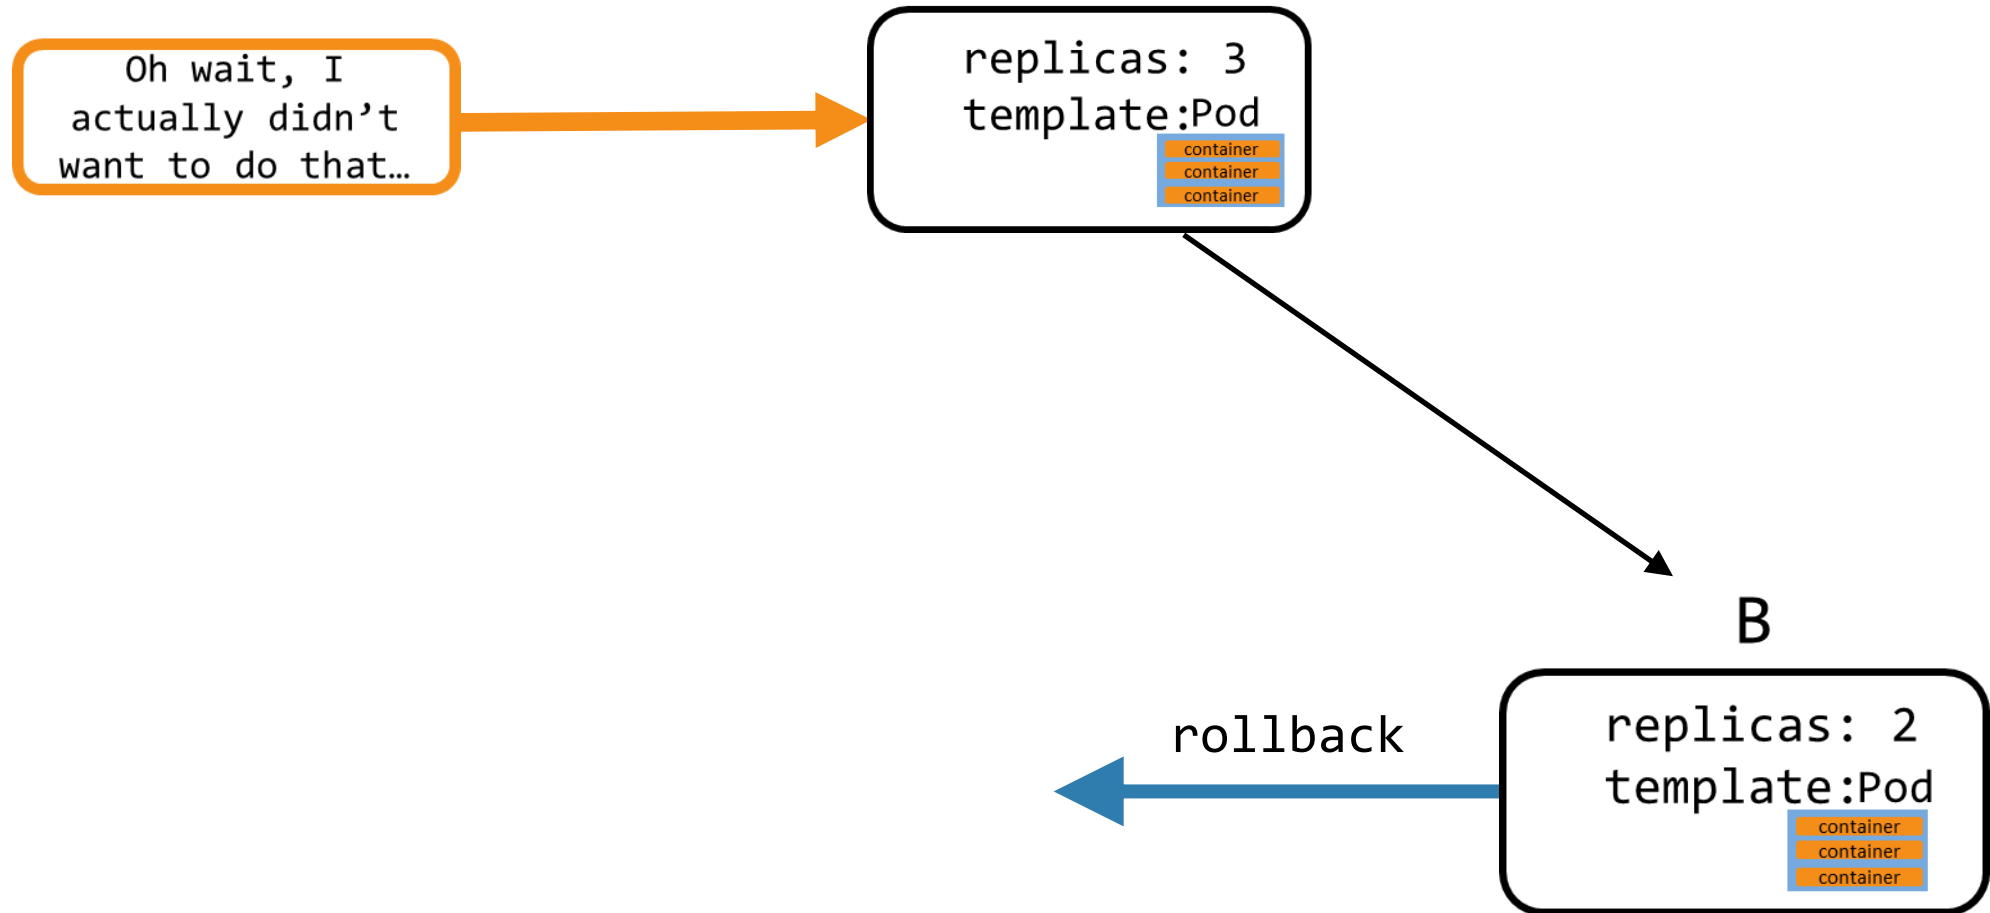 Oh wait, I
actually didn’t
want to do that…
replicas: 3
template:Pod
container
container
container
B
rollback
replicas: 2
template:Pod
container
container
container